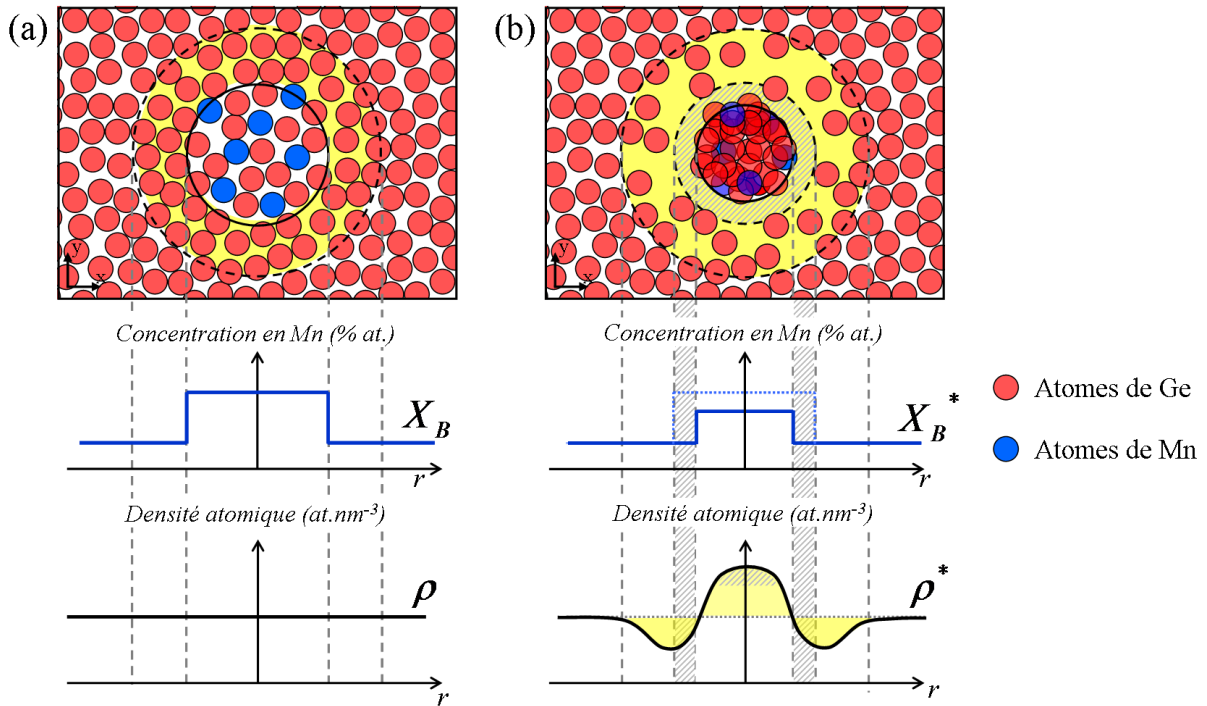 (a)
y
x
Concentration en Mn (% at.)
X_B
r
Densité atomique (at.nm⁻³)
ρ
r
(b)
y
x
Concentration en Mn (% at.)
X_B*
r
Densité atomique (at.nm⁻³)
ρ*
r
Atomes de Ge
Atomes de Mn